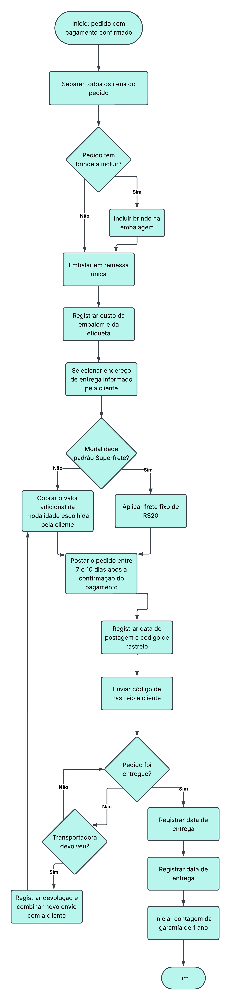 Início: pedido com
pagamento confirmado
Separar todos os itens do
pedido
Pedido tem
brinde a incluir?
Sim
Não
Incluir brinde na
embalagem
Embalar em remessa
única
Registrar custo da
embalem e da
etiqueta
Selecionar endereço
de entrega informado
pela cliente
Modalidade
padrão Superfrete?
Não
Sim
Cobrar o valor
adicional da
modalidade escolhida
pela cliente
Aplicar frete fixo de
R$20
Postar o pedido entre
7 e 10 dias após a
confirmação do
pagamento
Registrar data de
postagem e código de
rastreio
Enviar código de
rastreio à cliente
Pedido foi
entregue?
Não
Sim
Não
Registrar data de
entrega
Transportadora
devolveu?
Sim
Registrar data de
entrega
Registrar devolução e
combinar novo envio
com a cliente
Iniciar contagem da
garantia de 1 ano
Fim